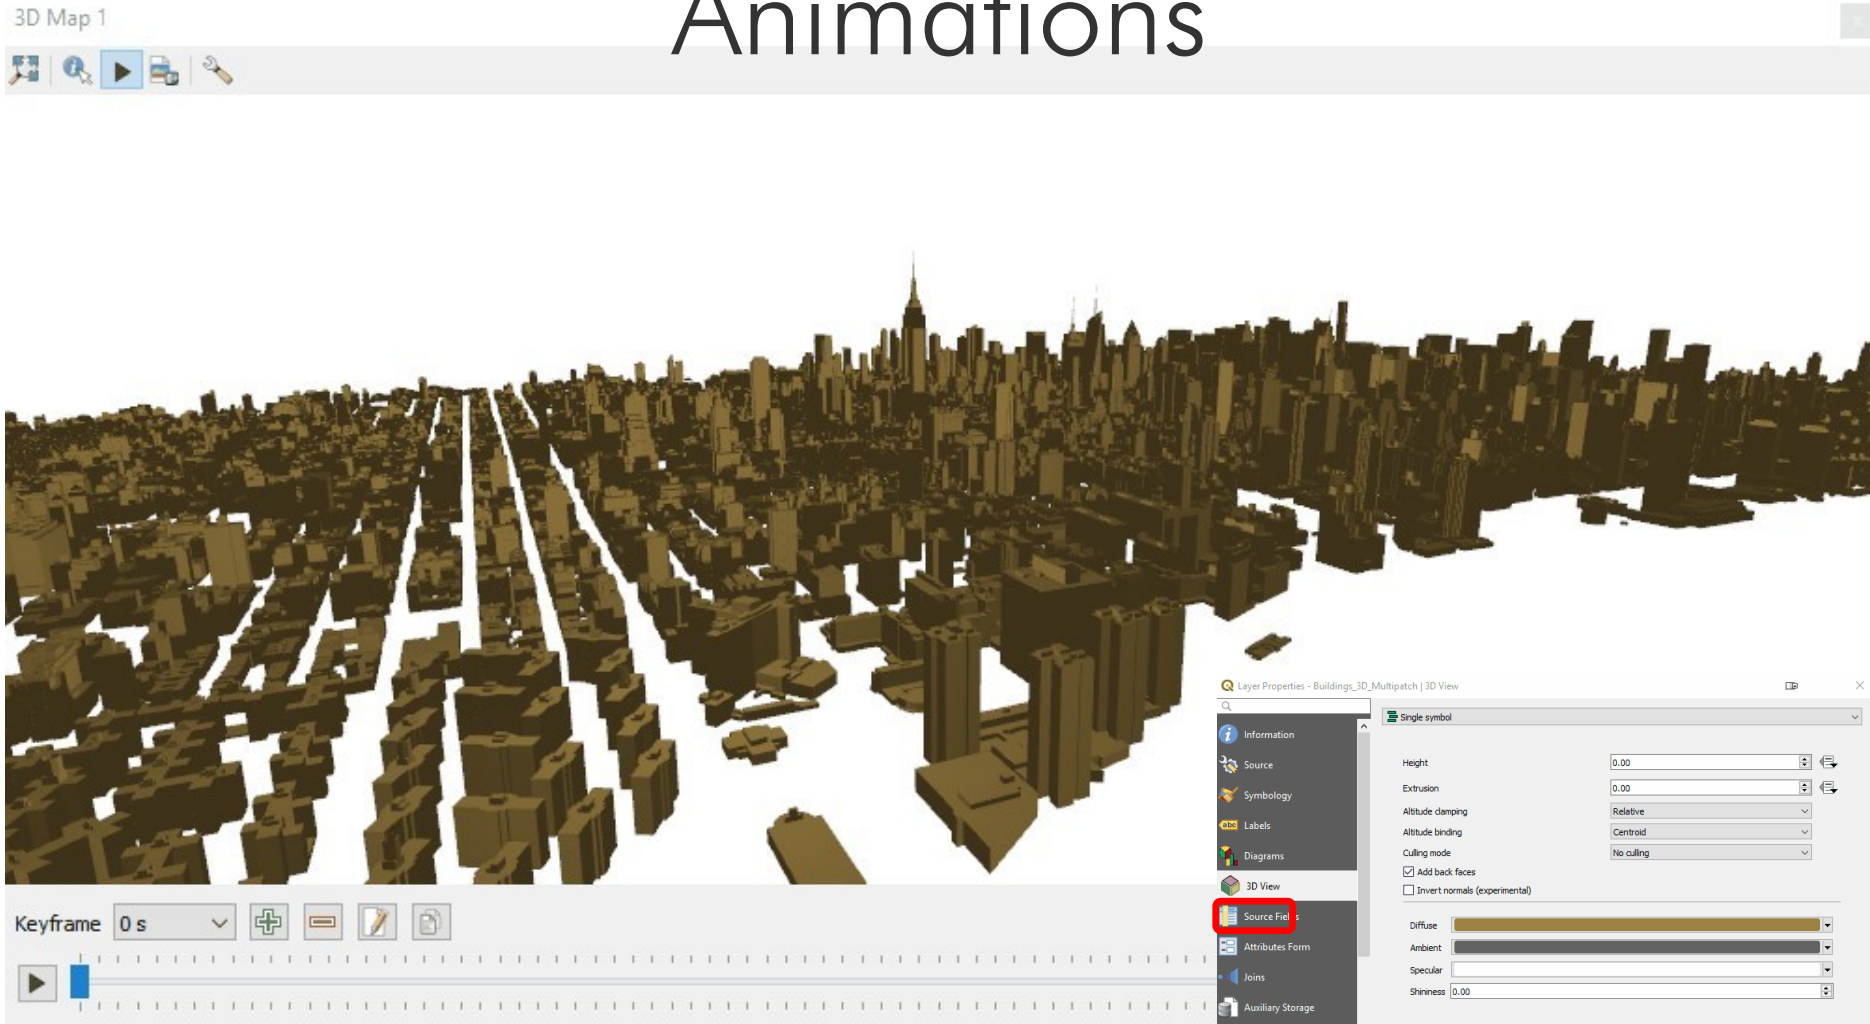 3D Map 1
Animations
Layer Properties - Buildings_3D_Multipatch | 3D View
Single symbol
Information
Source
Symbology
abc Labels
Diagrams
3D View
Source Fields
Attributes Form
Joins
Auxiliary Storage
Height 0.00
Extrusion 0.00
Altitude clamping Relative
Altitude binding Centroid
Culling mode No culling
Add back faces
Invert normals (experimental)
Diffuse
Ambient
Specular
Shininess 0.00
Keyframe 0 s